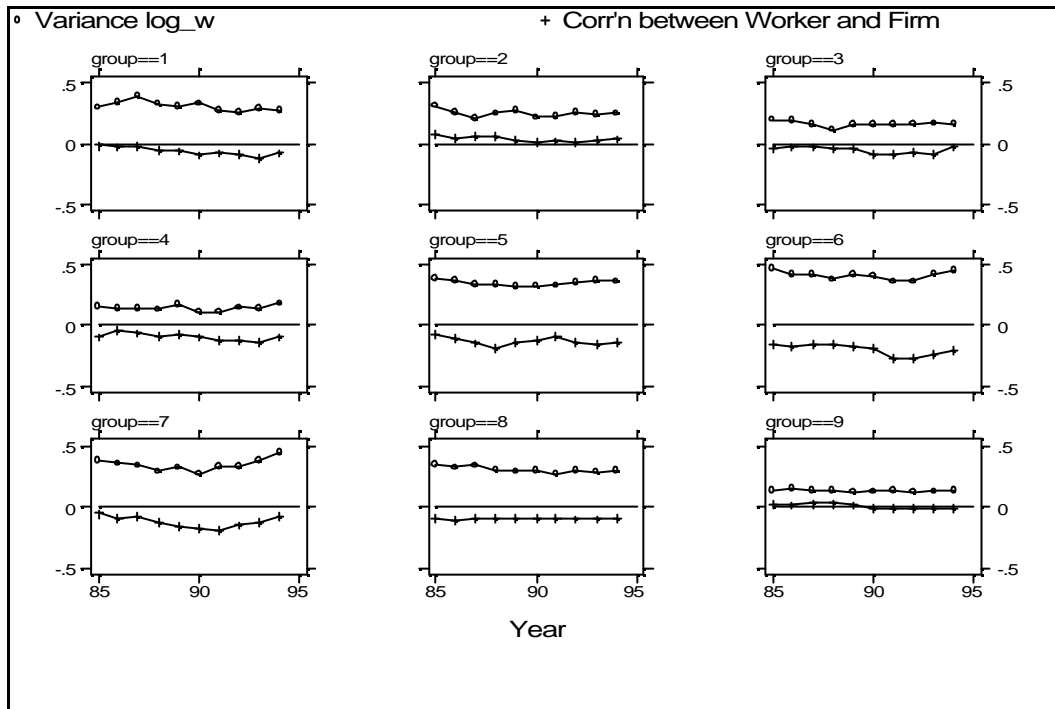 o Variance log_w + Corr'n between Worker and Firm
group==1 group==2 group==3
.5 .5
0 0
-.5 -.5
group==4 group==5 group==6
.5 .5
0 0
-.5 -.5
group==7 group==8 group==9
.5 .5
0 0
-.5 -.5
85 90 95 85 90 95 85 90 95
Year